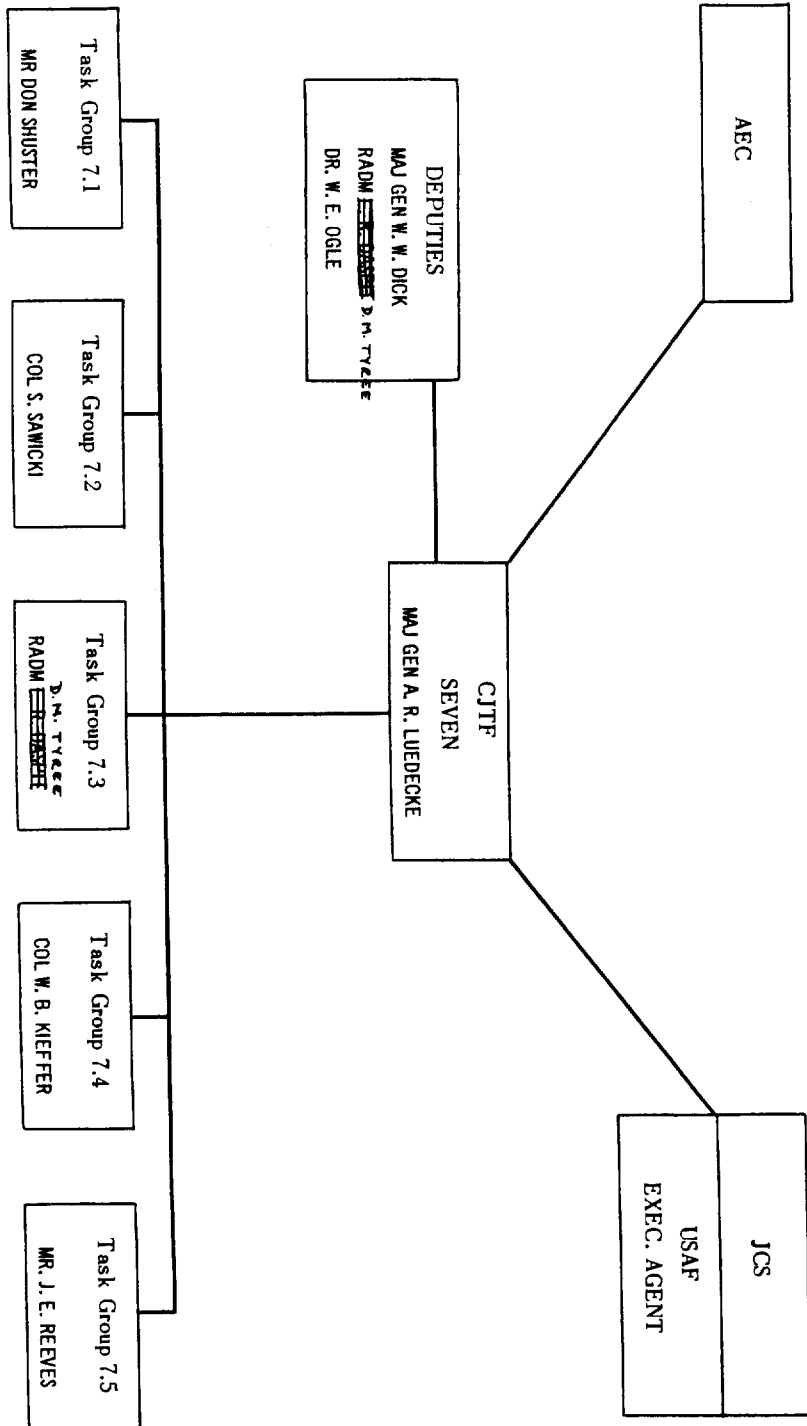 AEC
JCS
USAF
EXEC. AGENT
CJTF
SEVEN
MAJ GEN A. R. LUEDECKE
DEPUTIES
MAJ GEN W. W. DICK
RADM E. R. DASPIT D. M. TYREE
DR. W. E. OGLE
Task Group 7.1
MR DON SHUSTER
Task Group 7.2
COL S. SAWICKI
Task Group 7.3
D. M. TYREE
RADM E. R. DASPIT
Task Group 7.4
COL W. B. KIEFFER
Task Group 7.5
MR. J. E. REEVES